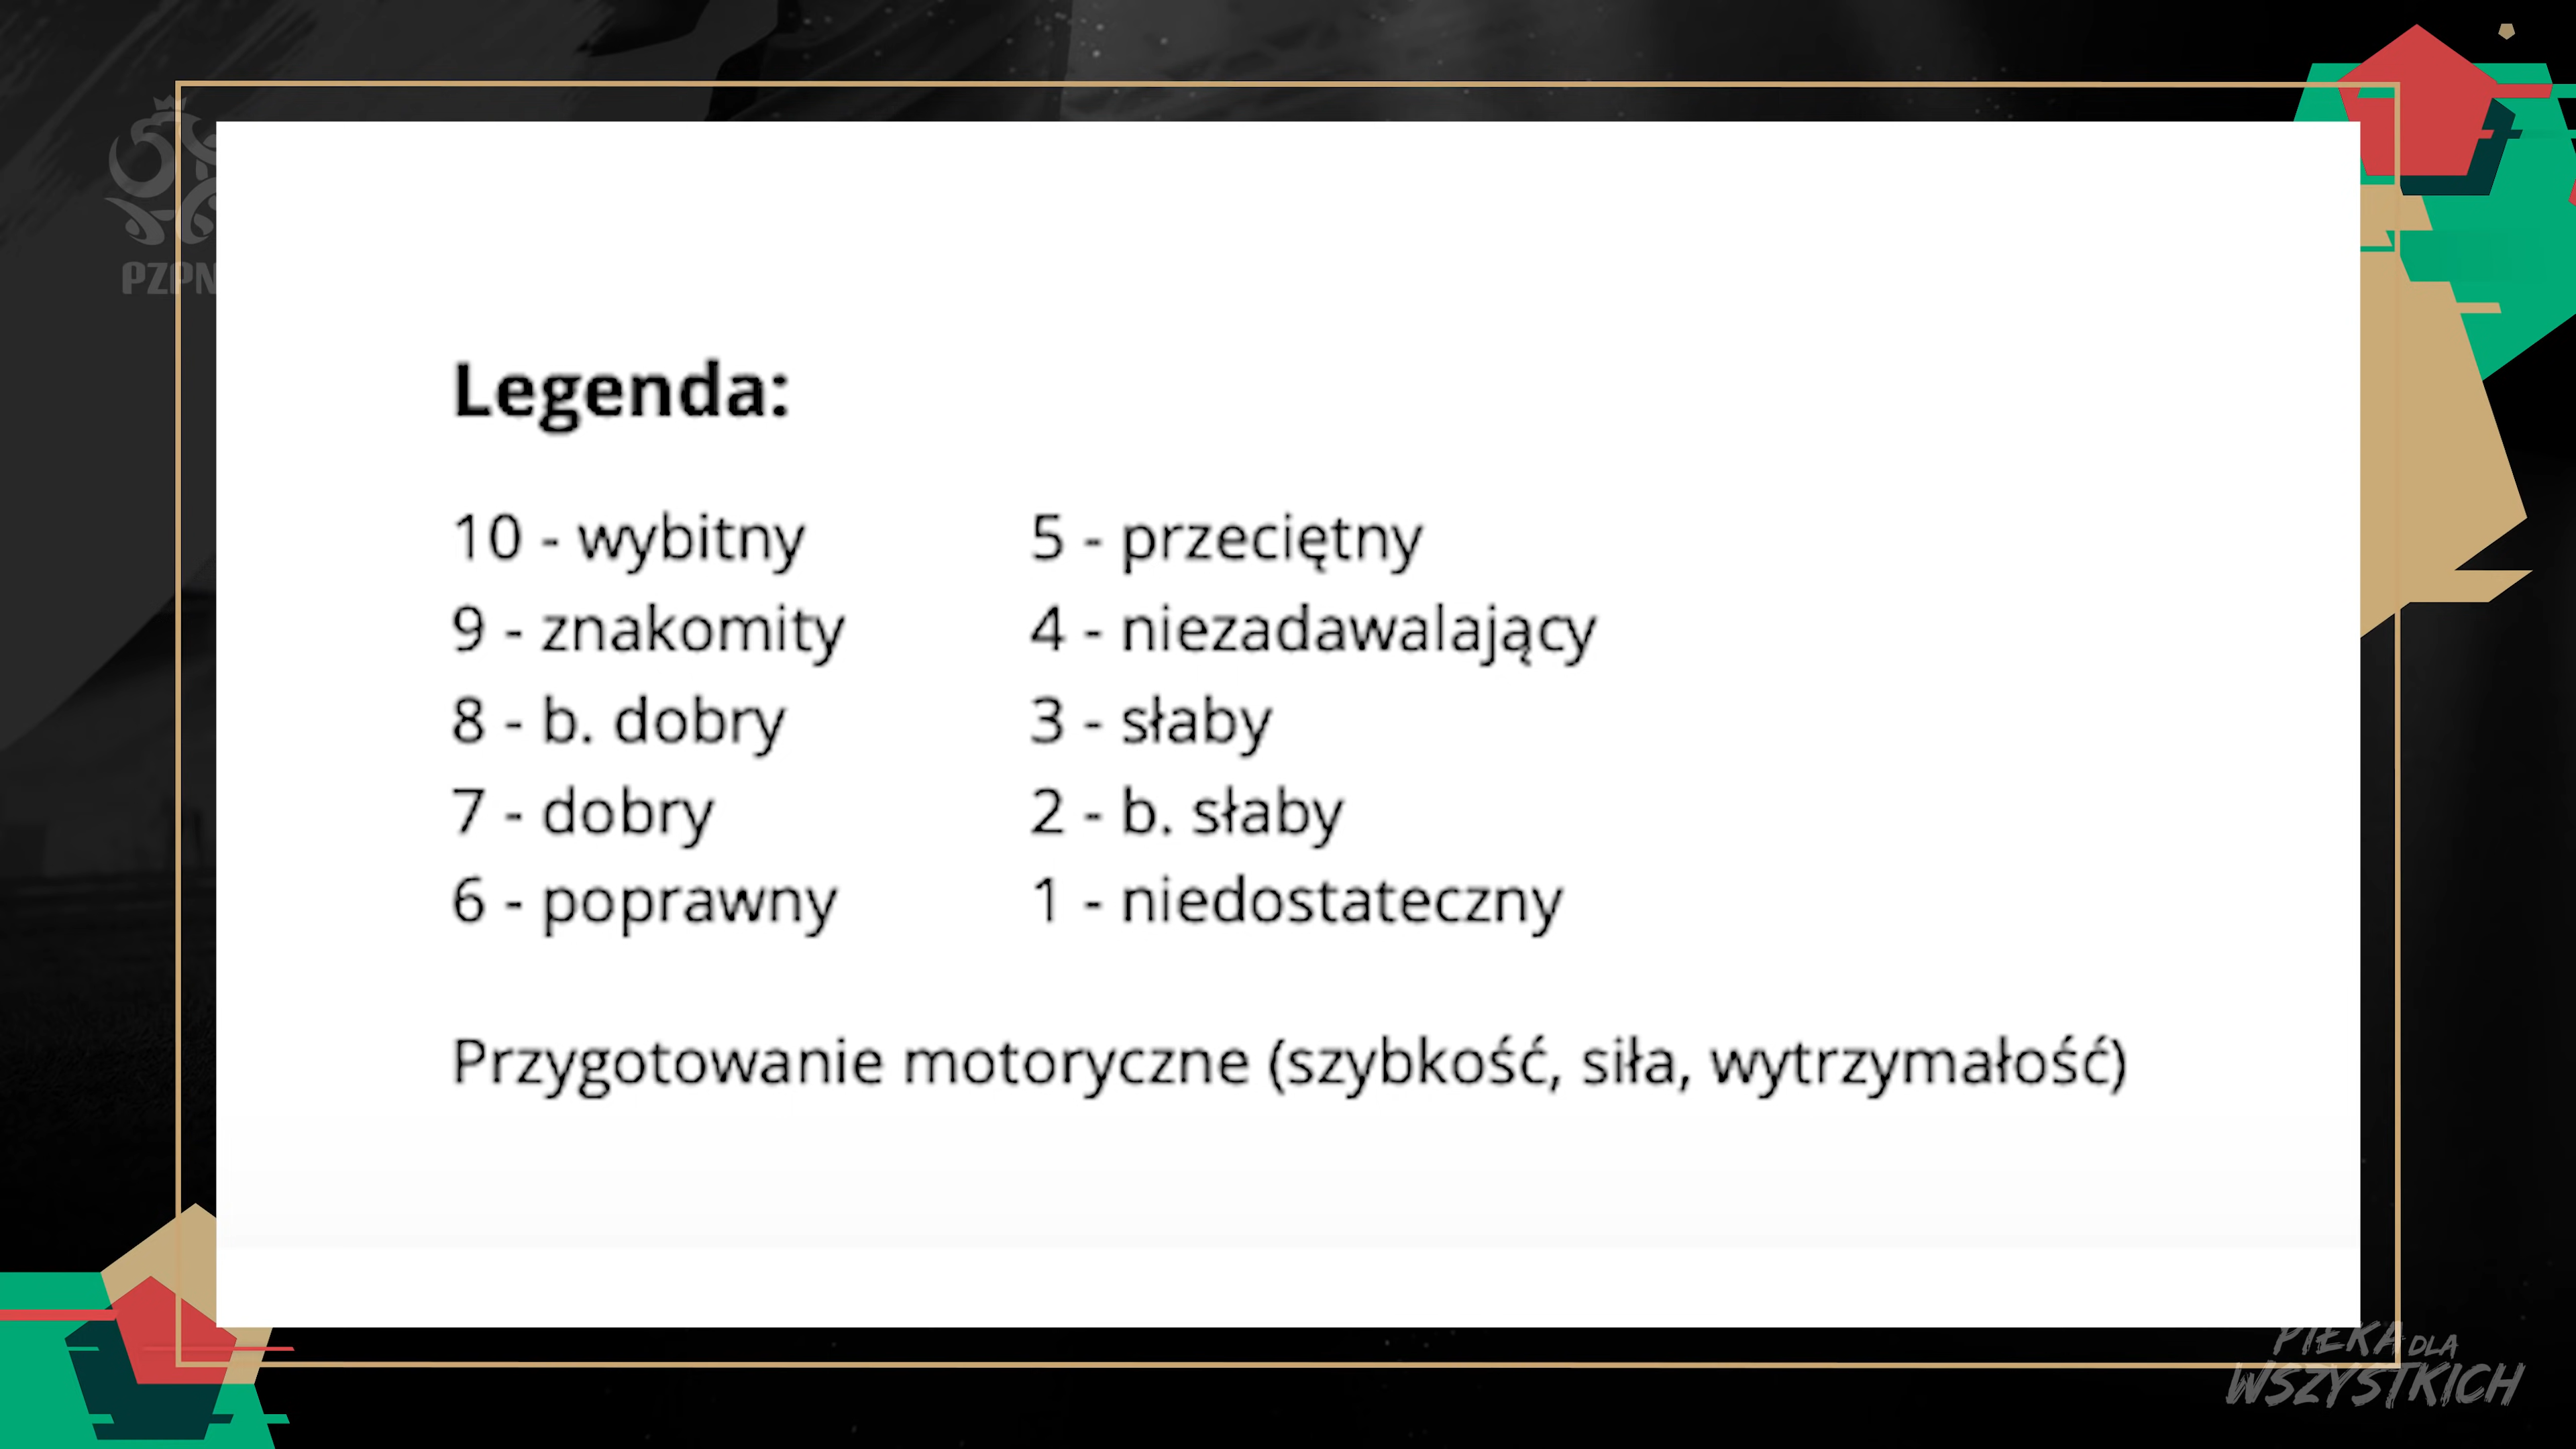 PZPN
Legenda:
10 - wybitny
9 - znakomity
8 - b. dobry
7 - dobry
6 - poprawny
5 - przeciętny
4 - niezadawalający
3 - słaby
2 - b. słaby
1 - niedostateczny
Przygotowanie motoryczne (szybkość, siła, wytrzymałość)
PIŁKA DLA
WSZYSTKICH